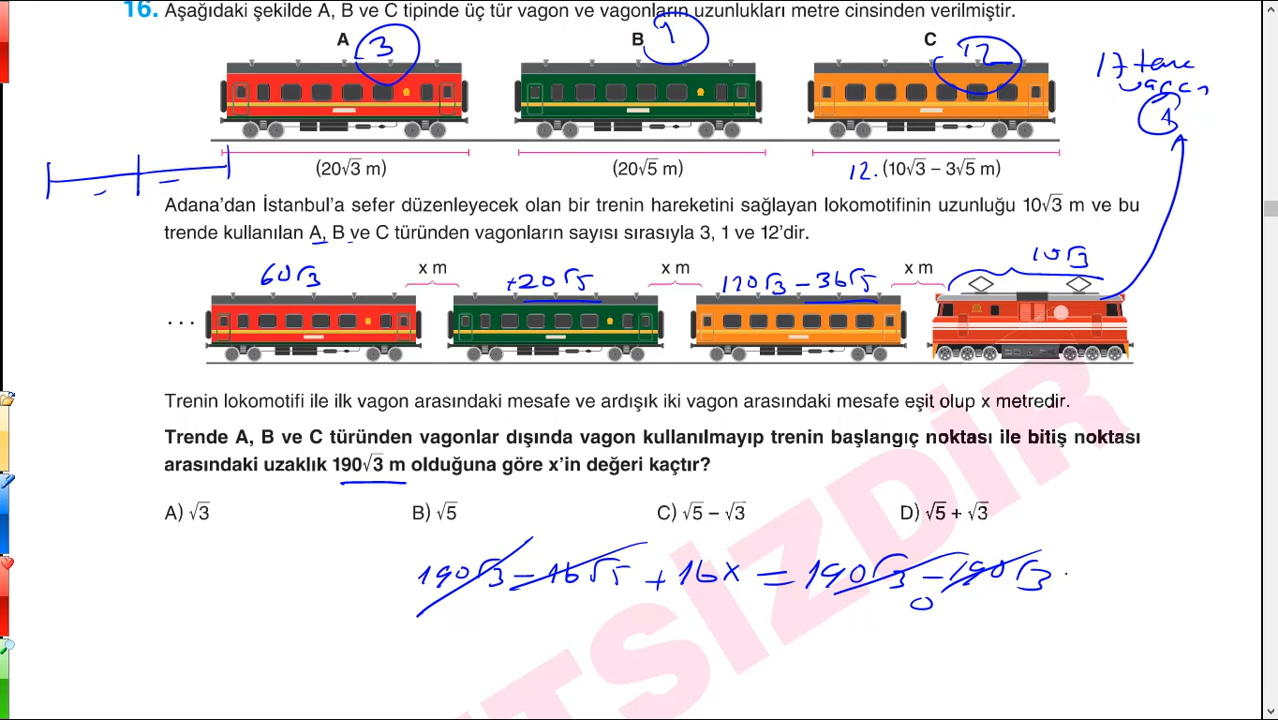 16. Aşağıdaki şekilde A, B ve C tipinde üç tür vagon ve vagonların uzunlukları metre cinsinden verilmiştir.
A 3 B 1 C 12
17 tane
vagon
(20√3 m) (20√5 m) 12. (10√3 – 3√5 m)
Adana'dan İstanbul'a sefer düzenleyecek olan bir trenin hareketini sağlayan lokomotifinin uzunluğu 10√3 m ve bu
trende kullanılan A, B ve C türünden vagonların sayısı sırasıyla 3, 1 ve 12'dir.
60√3 x m +20√5 x m 120√3 – 36√5 x m 10√3
. . .
Trenin lokomotifi ile ilk vagon arasındaki mesafe ve ardışık iki vagon arasındaki mesafe eşit olup x metredir.
Trende A, B ve C türünden vagonlar dışında vagon kullanılmayıp trenin başlangıç noktası ile bitiş noktası
arasındaki uzaklık 190√3 m olduğuna göre x'in değeri kaçtır?
A) √3 B) √5 C) √5 – √3 D) √5 + √3
190√3 – 16√5 + 16x = 190√3 – 190√3
0
TSİZDİR